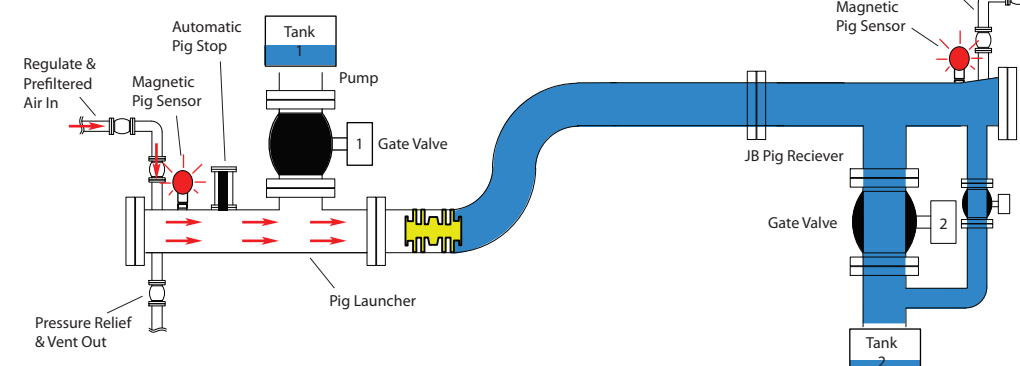 Magnetic
Pig Sensor
Automatic
Pig Stop
Tank
1
Regulate &
Prefiltered
Air In
Magnetic
Pig Sensor
Pump
1
Gate Valve
JB Pig Reciever
Gate Valve
2
Pig Launcher
Pressure Relief
& Vent Out
Tank
2